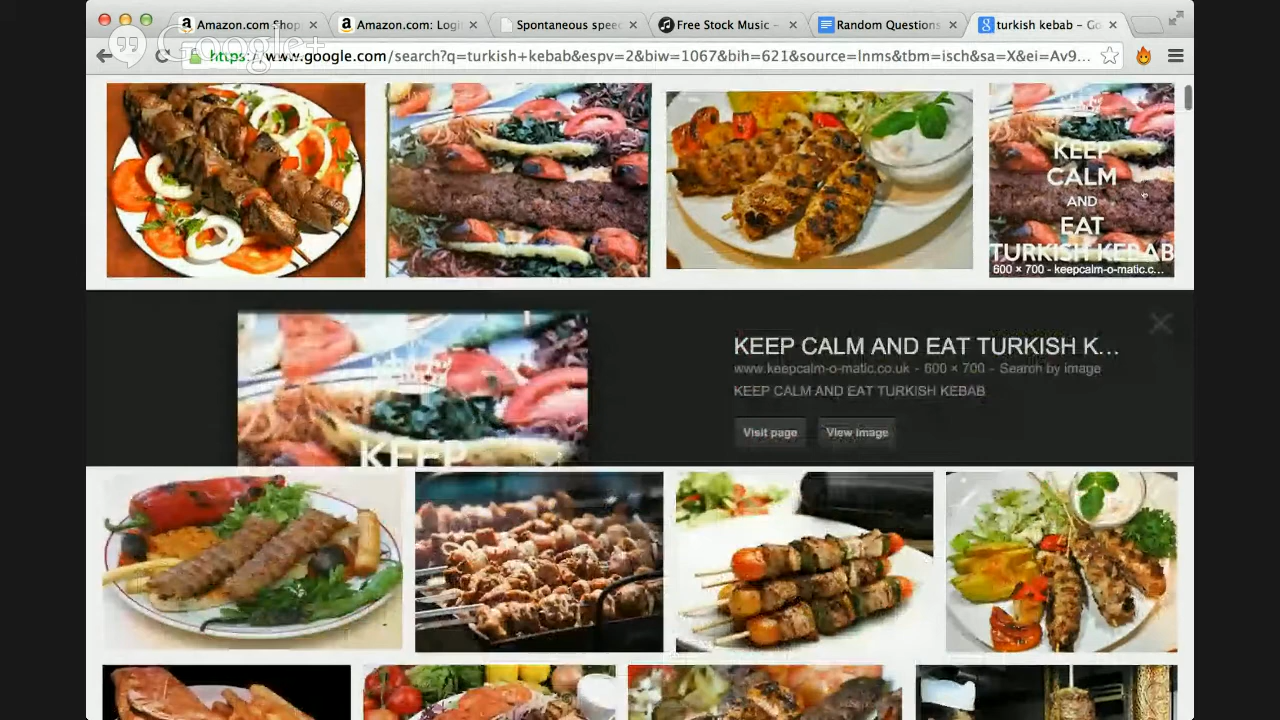 Amazon.com Shop
Amazon.com: Logi
Spontaneous speec
Free Stock Music –
Random Questions
turkish kebab – Go
Google+
https://www.google.com/search?q=turkish+kebab&espv=2&biw=1067&bih=621&source=lnms&tbm=isch&sa=X&ei=Av9...
KEEP
CALM
AND
EAT
TURKISH KEBAB
600 × 700 - keepcalm-o-matic.c...
KEEP CALM AND EAT TURKISH K...
www.keepcalm-o-matic.co.uk - 600 × 700 - Search by image
KEEP CALM AND EAT TURKISH KEBAB
Visit page
View image
KEEP